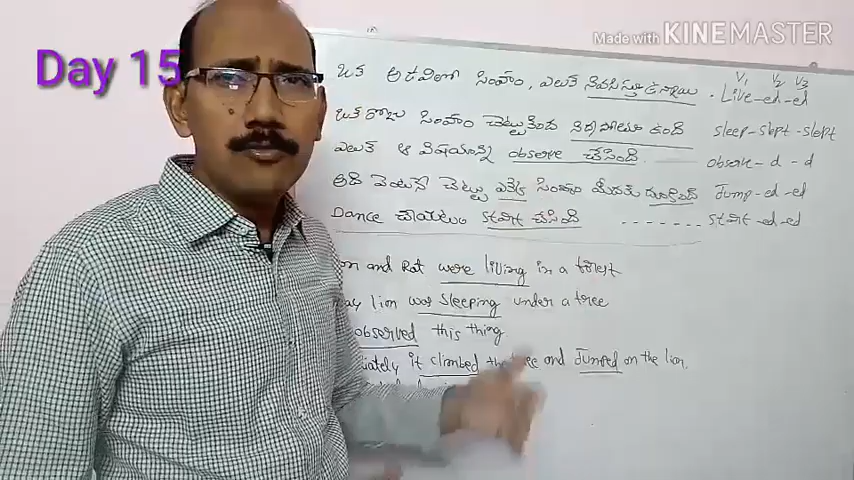 Made with KINEMASTER
Day 15
ఒక అడవిలో సింహం, ఎలుక నివసిస్తూ ఉన్నాయి . Live-ed-ed
V1 V2 V3
ఒక రోజు సింహం చెట్టుకింద నిద్రపోతూ ఉంది sleep-slept-slept
ఎలుక ఆ విషయాన్ని observe చేసింది observe-d-d
అది వెంటనే చెట్టు ఎక్కి సింహం మీదకు దూకింది Jump-ed-ed
Dance చేయటం start చేసింది ------- start-ed-ed
on and Rat were living in a forest
ay lion was sleeping under a tree
observed this thing
iately it climbed the tree and Jumped on the lion.